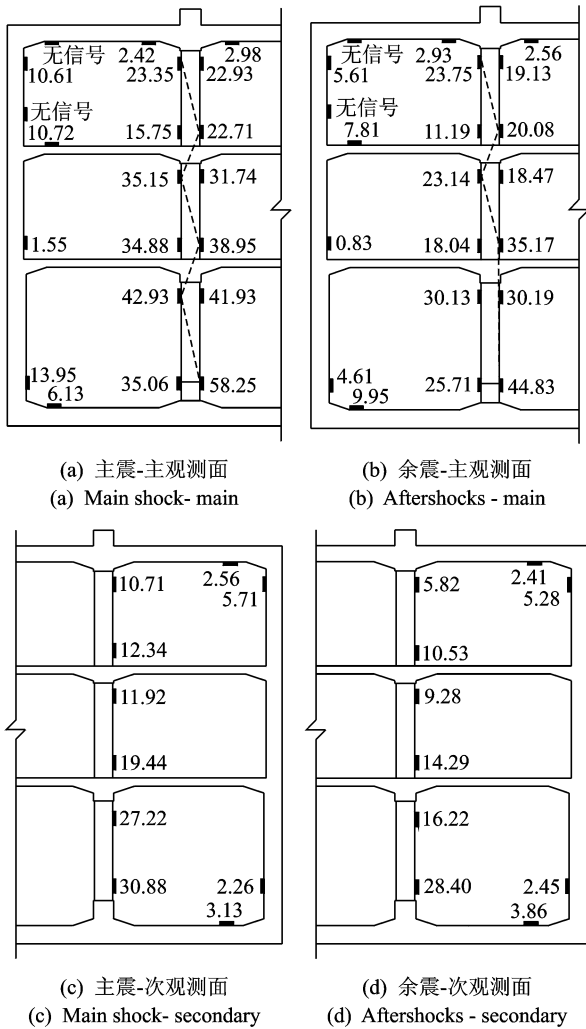 无信号 2.42 2.98
10.61 23.35 22.93
无信号
10.72 15.75 22.71
35.15 31.74
1.55 34.88 38.95
42.93 41.93
13.95
6.13 35.06 58.25
(a) 主震-主观测面
(a) Main shock- main
无信号 2.93 2.56
5.61 23.75 19.13
无信号
7.81 11.19 20.08
23.14 18.47
0.83 18.04 35.17
30.13 30.19
4.61
9.95 25.71 44.83
(b) 余震-主观测面
(b) Aftershocks - main
10.71 2.56
5.71
12.34
11.92
19.44
27.22
30.88 2.26
3.13
(c) 主震-次观测面
(c) Main shock- secondary
5.82 2.41
5.28
10.53
9.28
14.29
16.22
28.40 2.45
3.86
(d) 余震-次观测面
(d) Aftershocks - secondary